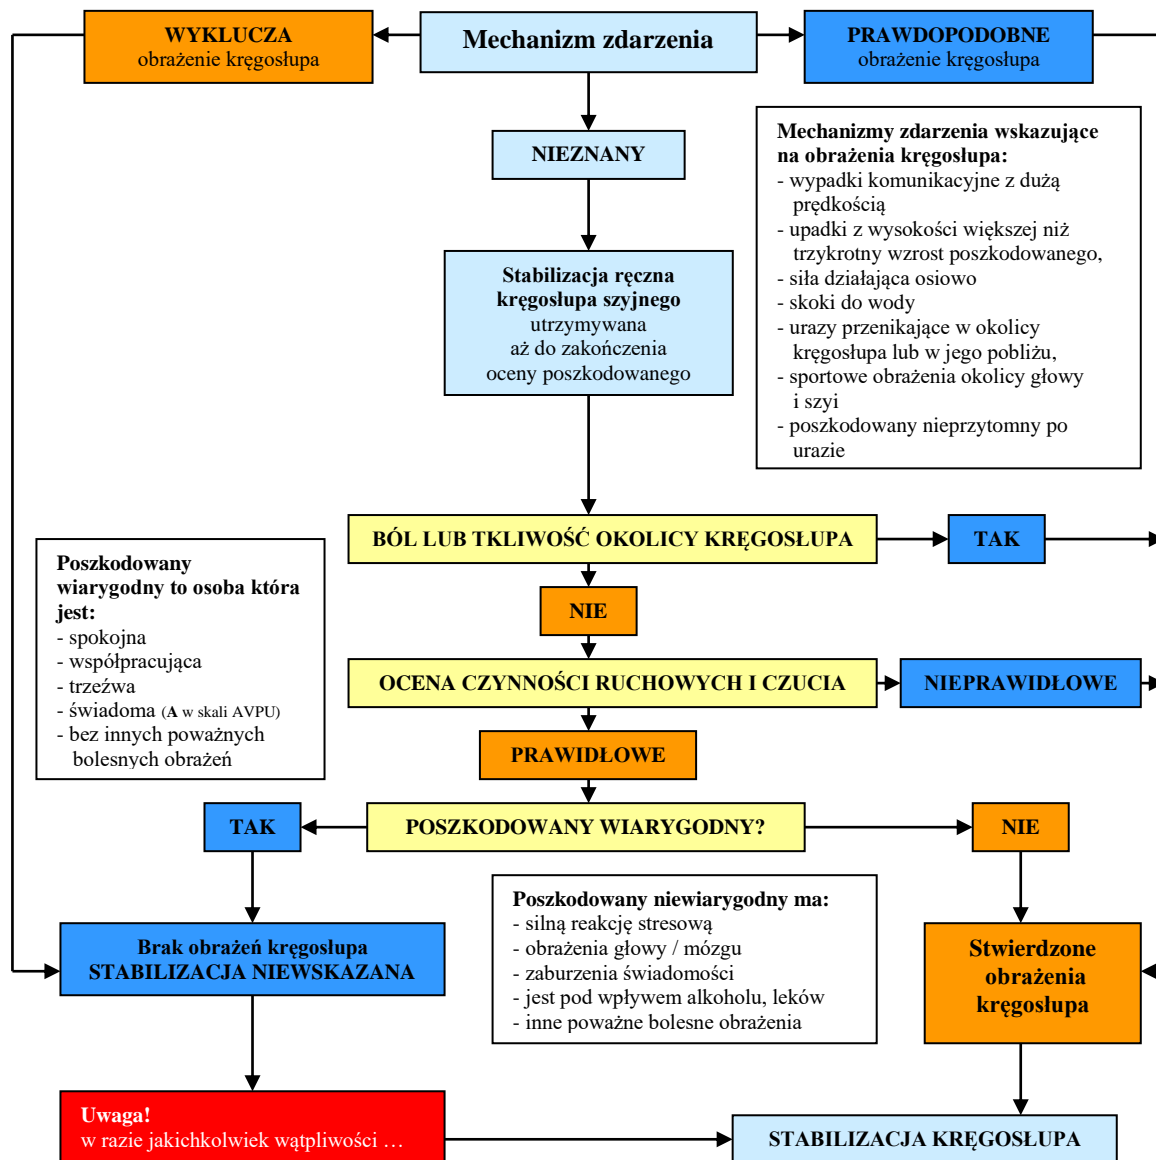 WYKLUCZA
obrażenie kręgosłupa
Mechanizm zdarzenia
PRAWDOPODOBNE
obrażenie kręgosłupa
NIEZNANY
Mechanizmy zdarzenia wskazujące
na obrażenia kręgosłupa:
- wypadki komunikacyjne z dużą
prędkością
- upadki z wysokości większej niż
trzykrotny wzrost poszkodowanego,
- siła działająca osiowo
- skoki do wody
- urazy przenikające w okolicy
kręgosłupa lub w jego pobliżu,
- sportowe obrażenia okolicy głowy
i szyi
- poszkodowany nieprzytomny po
urazie
Stabilizacja ręczna
kręgosłupa szyjnego
utrzymywana
aż do zakończenia
oceny poszkodowanego
BÓL LUB TKLIWOŚĆ OKOLICY KRĘGOSŁUPA
TAK
Poszkodowany
wiarygodny to osoba która
jest:
- spokojna
- współpracująca
- trzeźwa
- świadoma (A w skali AVPU)
- bez innych poważnych
bolesnych obrażeń
NIE
OCENA CZYNNOŚCI RUCHOWYCH I CZUCIA
NIEPRAWIDŁOWE
PRAWIDŁOWE
TAK
POSZKODOWANY WIARYGODNY?
NIE
Poszkodowany niewiarygodny ma:
- silną reakcję stresową
- obrażenia głowy / mózgu
- zaburzenia świadomości
- jest pod wpływem alkoholu, leków
- inne poważne bolesne obrażenia
Brak obrażeń kręgosłupa
STABILIZACJA NIEWSKAZANA
Stwierdzone
obrażenia
kręgosłupa
Uwaga!
w razie jakichkolwiek wątpliwości …
STABILIZACJA KRĘGOSŁUPA